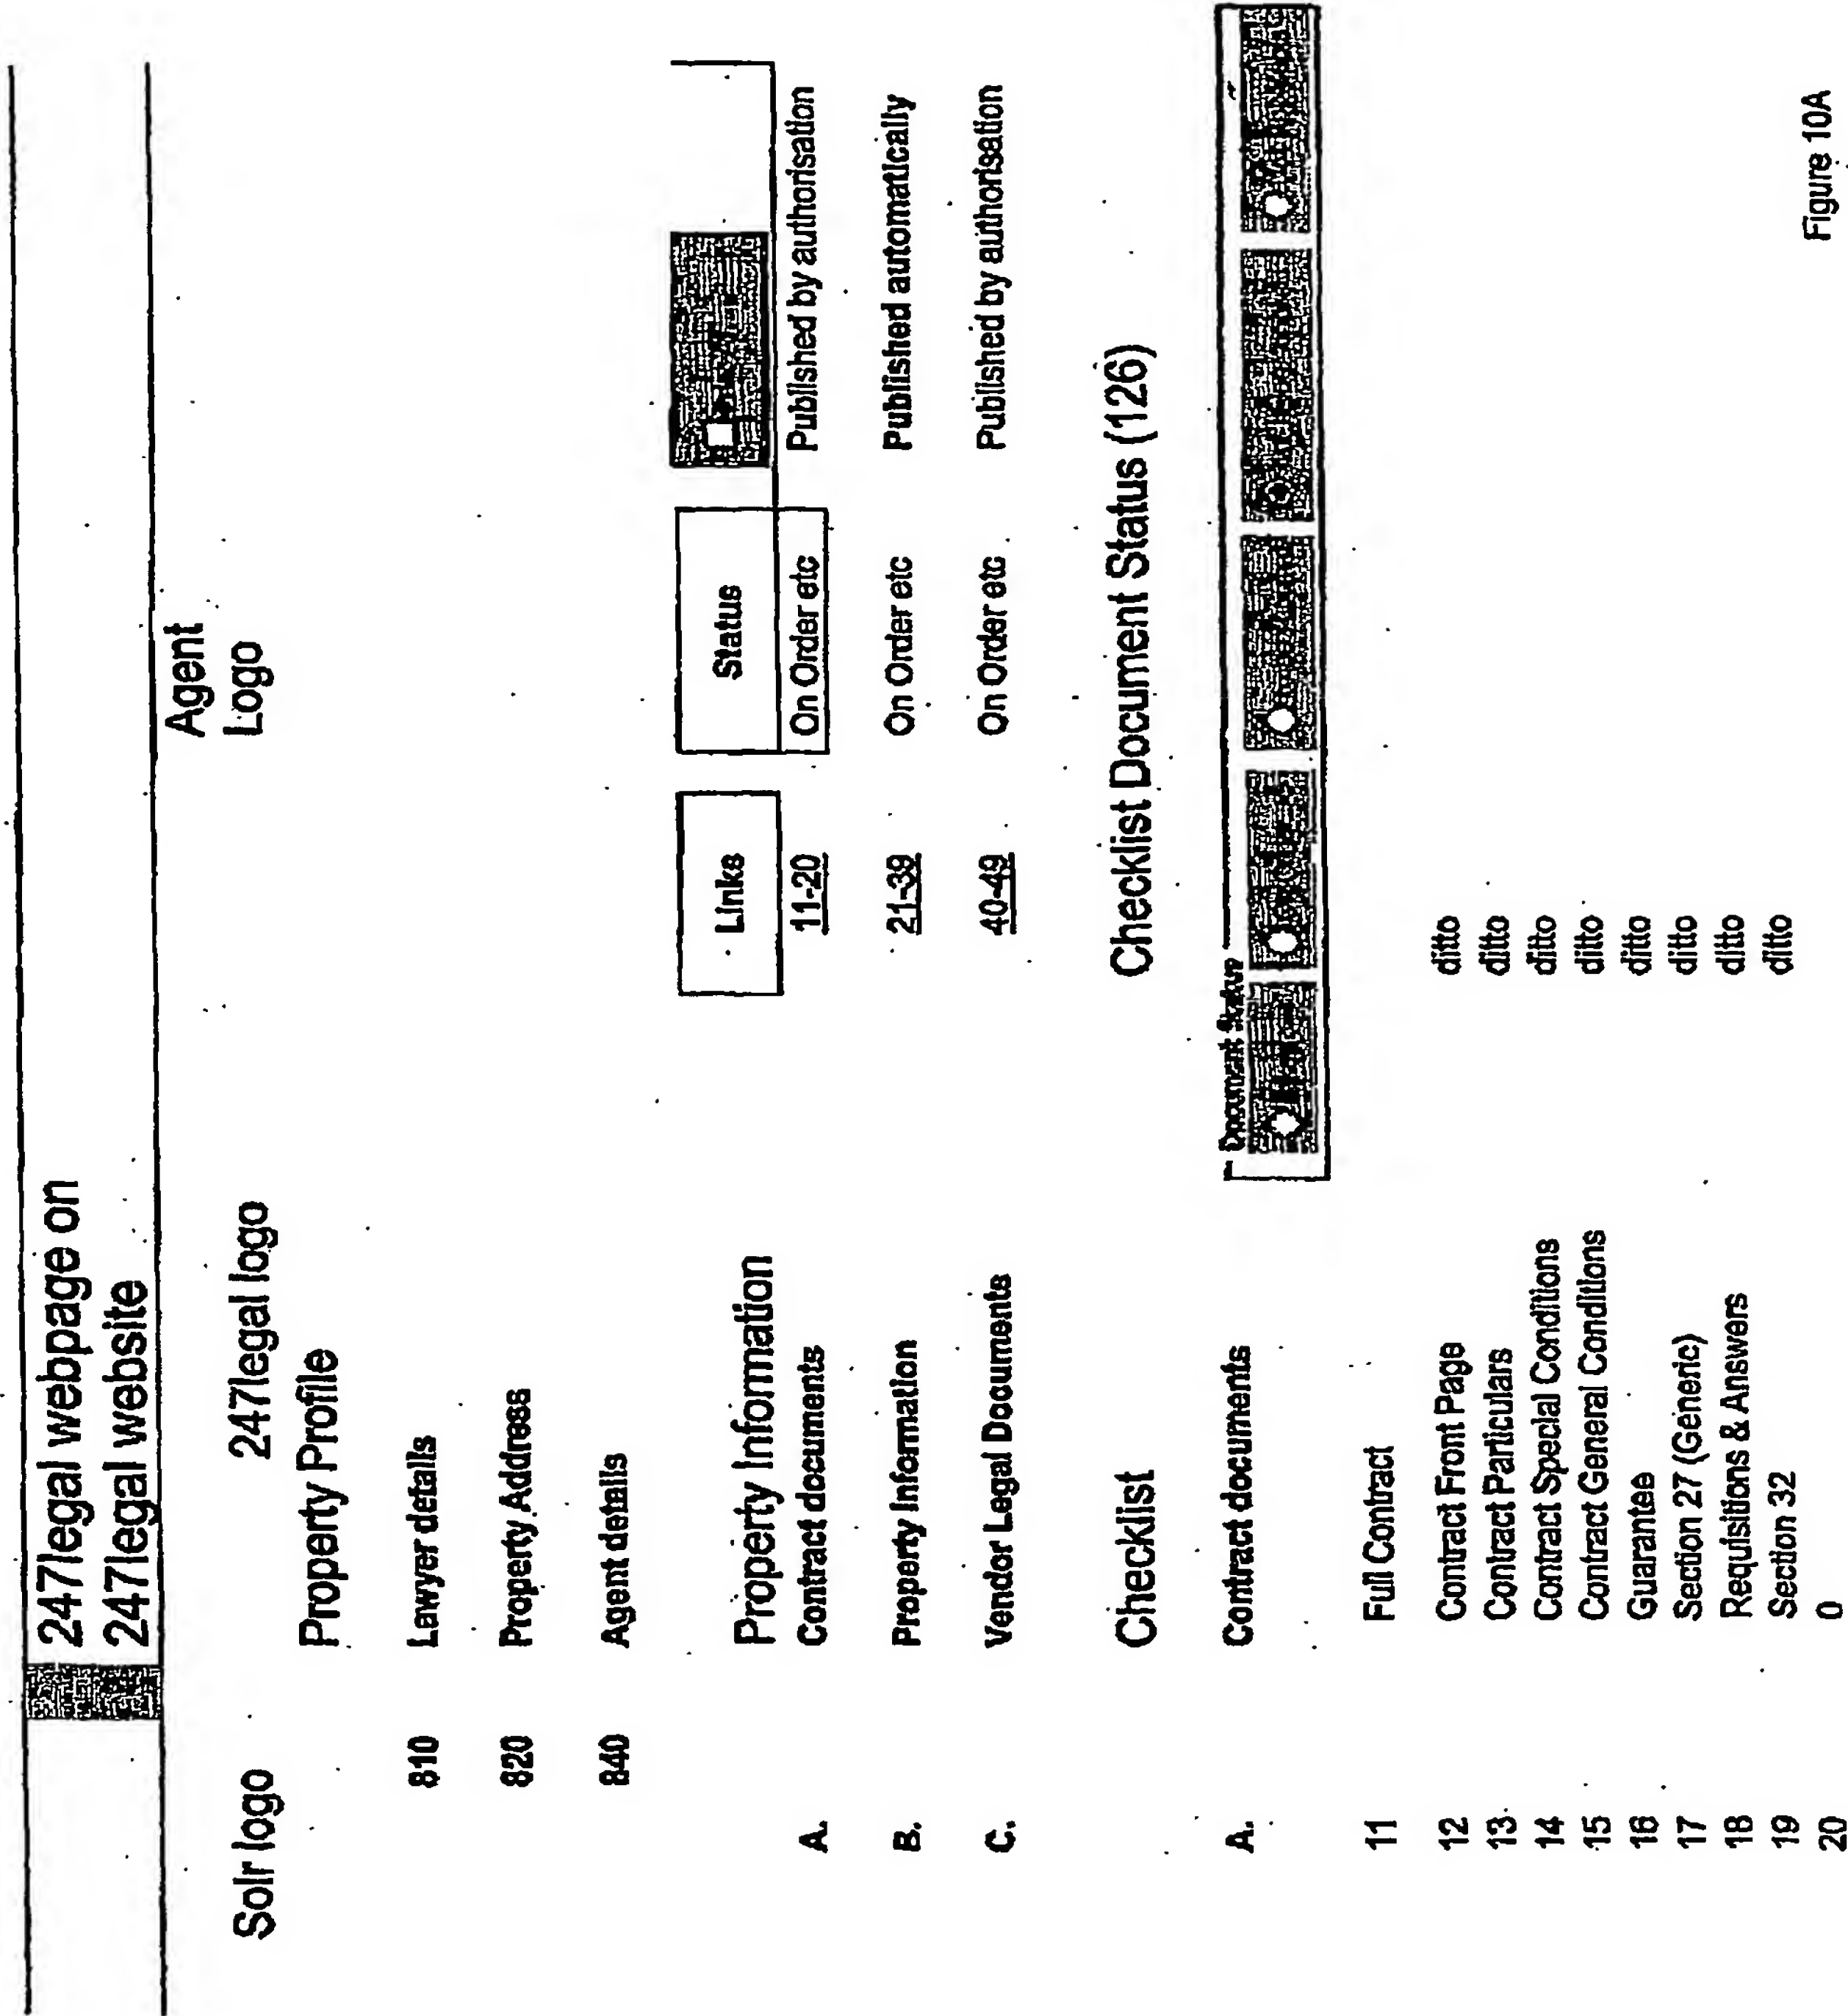 247legal webpage on
247legal website
Solr logo 247legal logo Agent
Logo
Property Profile
810 Lawyer details
820 Property Address
840 Agent details
Links Status
Property Information
A. Contract documents 11-20 On Order etc Published by authorisation
B. Property Information 21-39 On Order etc Published automatically
C. Vendor Legal Documents 40-49 On Order etc Published by authorisation
Checklist Checklist Document Status (126)
Document Status
A. Contract documents
11 Full Contract
12 Contract Front Page ditto
13 Contract Particulars ditto
14 Contract Special Conditions ditto
15 Contract General Conditions ditto
16 Guarantee ditto
17 Section 27 (Generic) ditto
18 Requisitions & Answers ditto
19 Section 32 ditto
20 0
Figure 10A